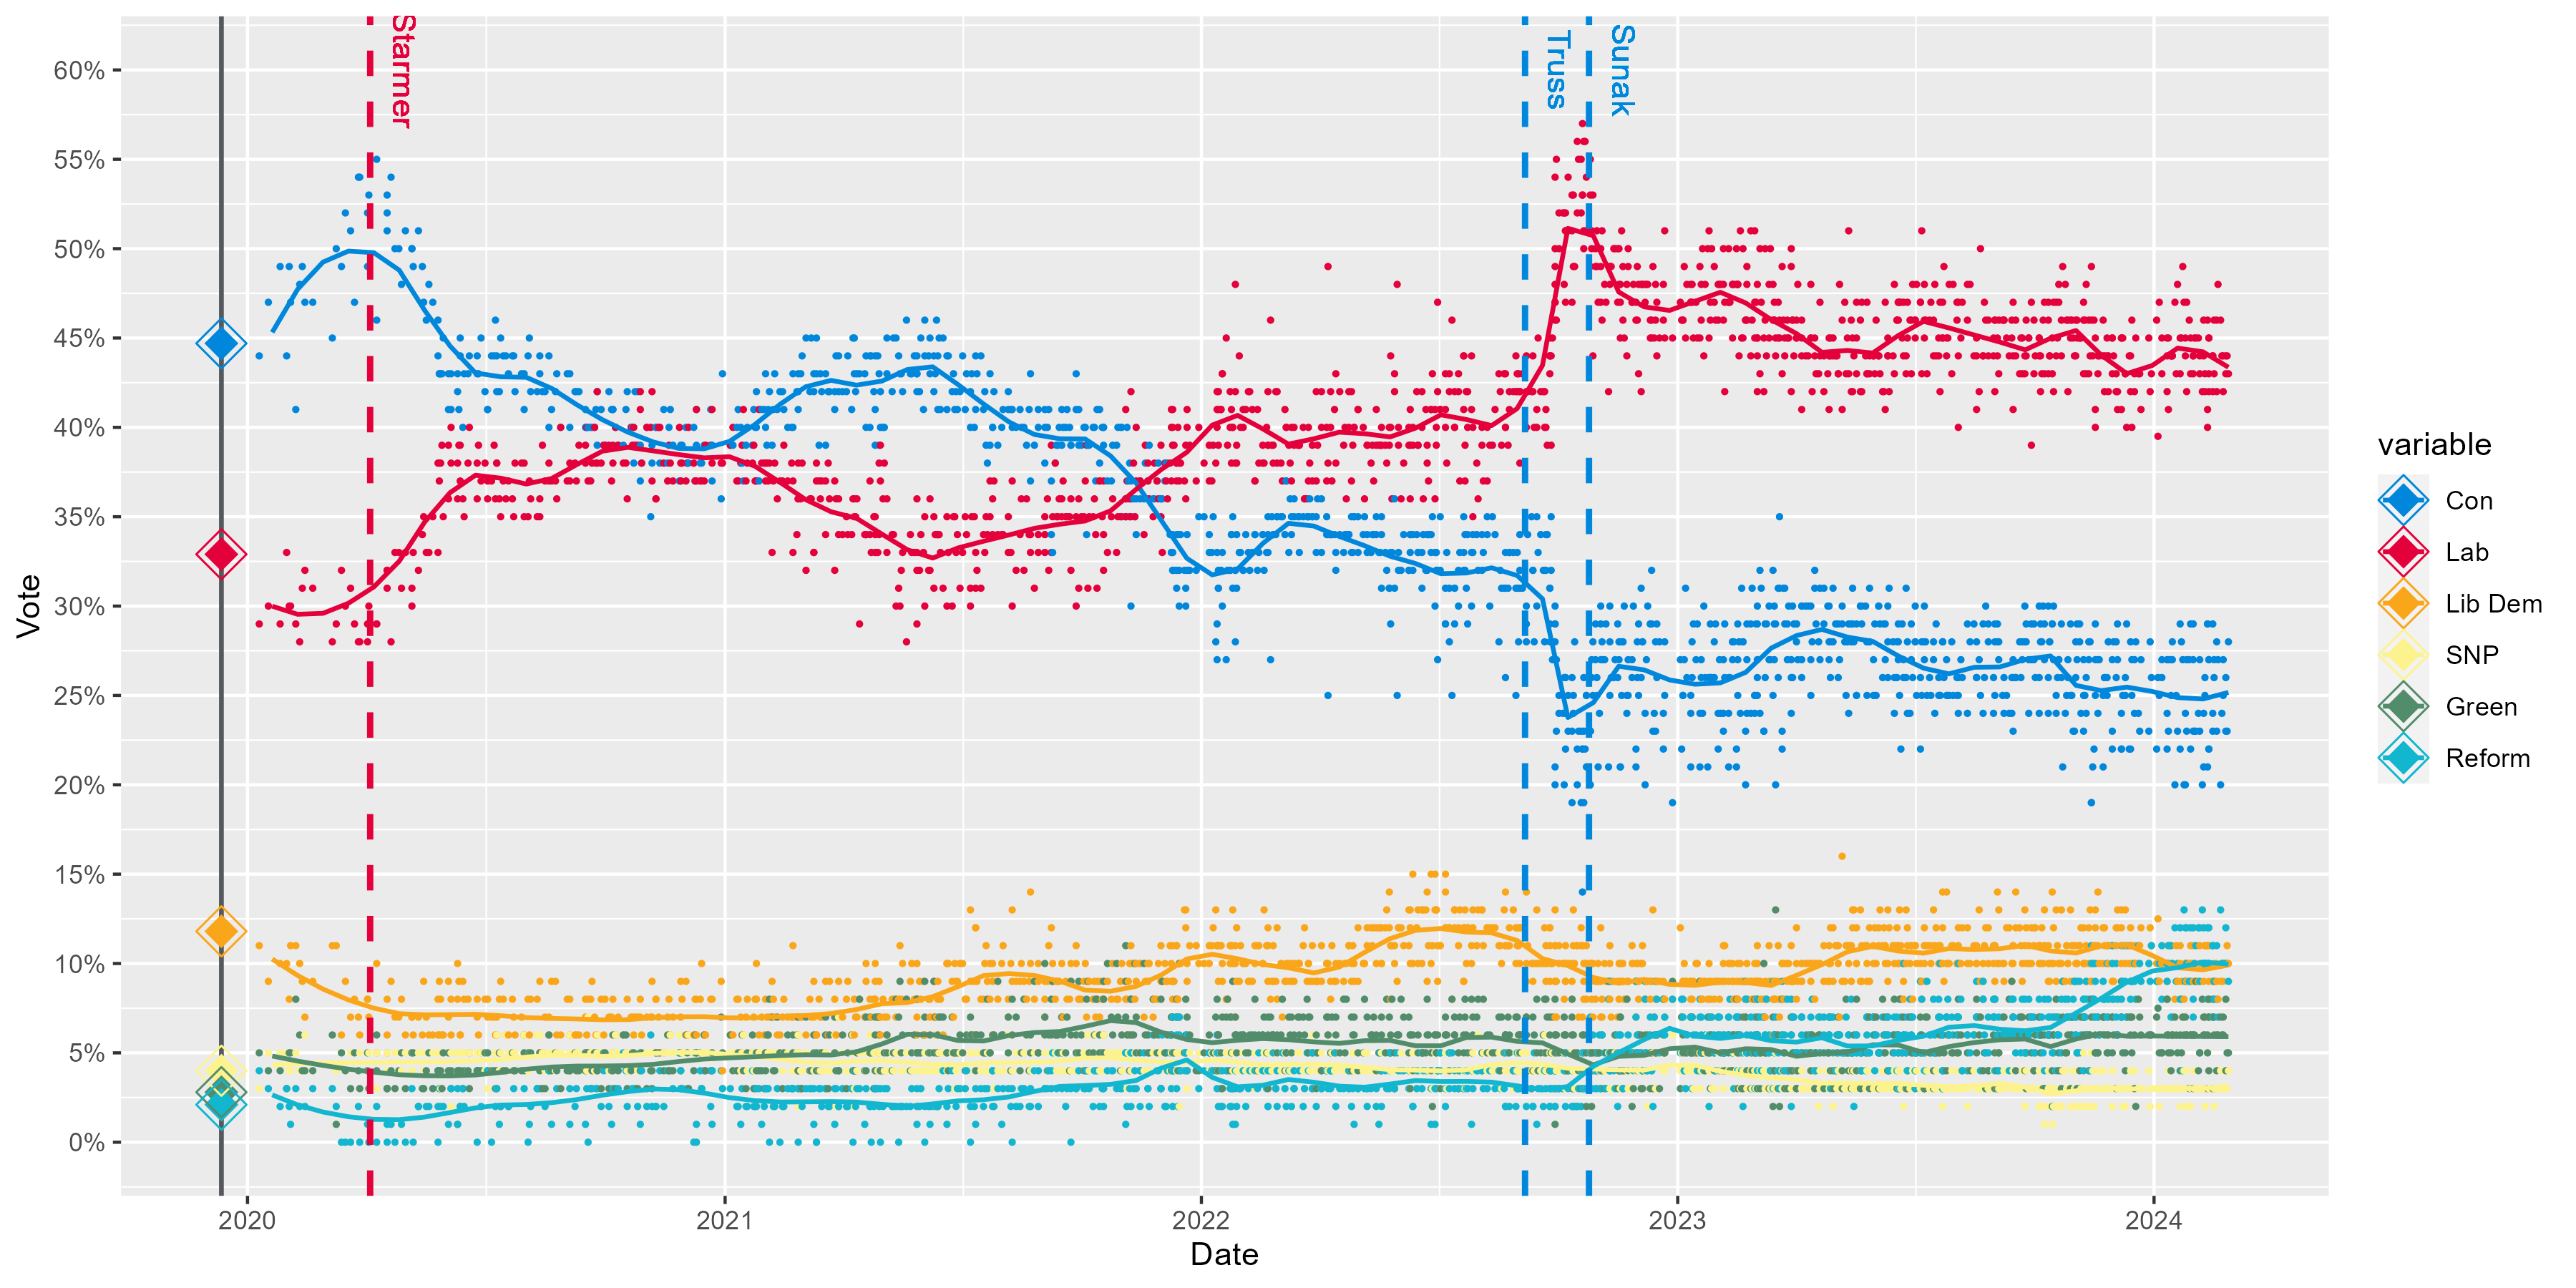 Starmer
Truss
Sunak
60%
55%
50%
45%
40%
35%
30%
25%
20%
15%
10%
5%
0%
Vote
2020
2021
2022
2023
2024
Date
variable
Con
Lab
Lib Dem
SNP
Green
Reform